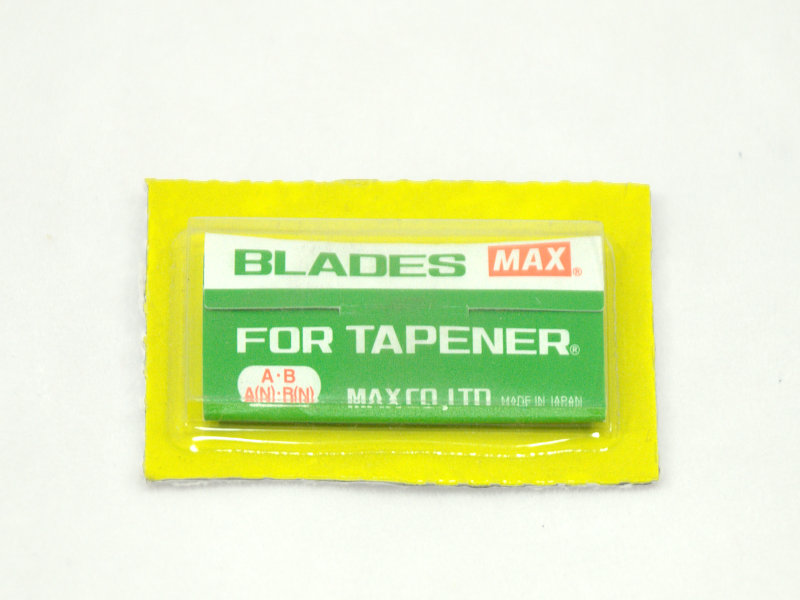 BLADES MAX®
FOR TAPENER®
A·B
A(N)·B(N)
MAX CO., LTD. MADE IN JAPAN